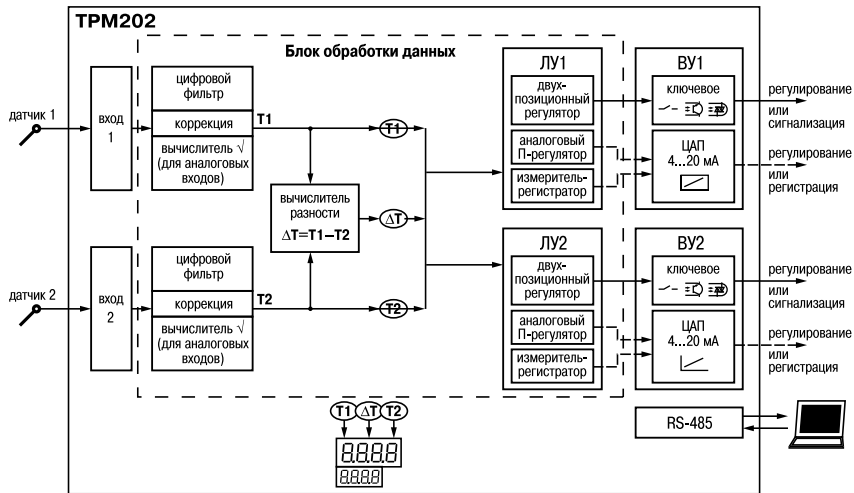 ТРМ202
Блок обработки данных
датчик 1
вход
1
цифровой
фильтр
коррекция
вычислитель √
(для аналоговых
входов)
T1
T1
вычислитель
разности
ΔT=T1–T2
ΔT
датчик 2
вход
2
цифровой
фильтр
коррекция
вычислитель √
(для аналоговых
входов)
T2
T2
ЛУ1
двух-
позиционный
регулятор
аналоговый
П-регулятор
измеритель-
регистратор
ВУ1
ключевое
ЦАП
4...20 мА
регулирование
или
сигнализация
регулирование
или
регистрация
ЛУ2
двух-
позиционный
регулятор
аналоговый
П-регулятор
измеритель-
регистратор
ВУ2
ключевое
ЦАП
4...20 мА
регулирование
или
сигнализация
регулирование
или
регистрация
T1 ΔT T2
8.8.8.8
8.8.8.8
RS-485